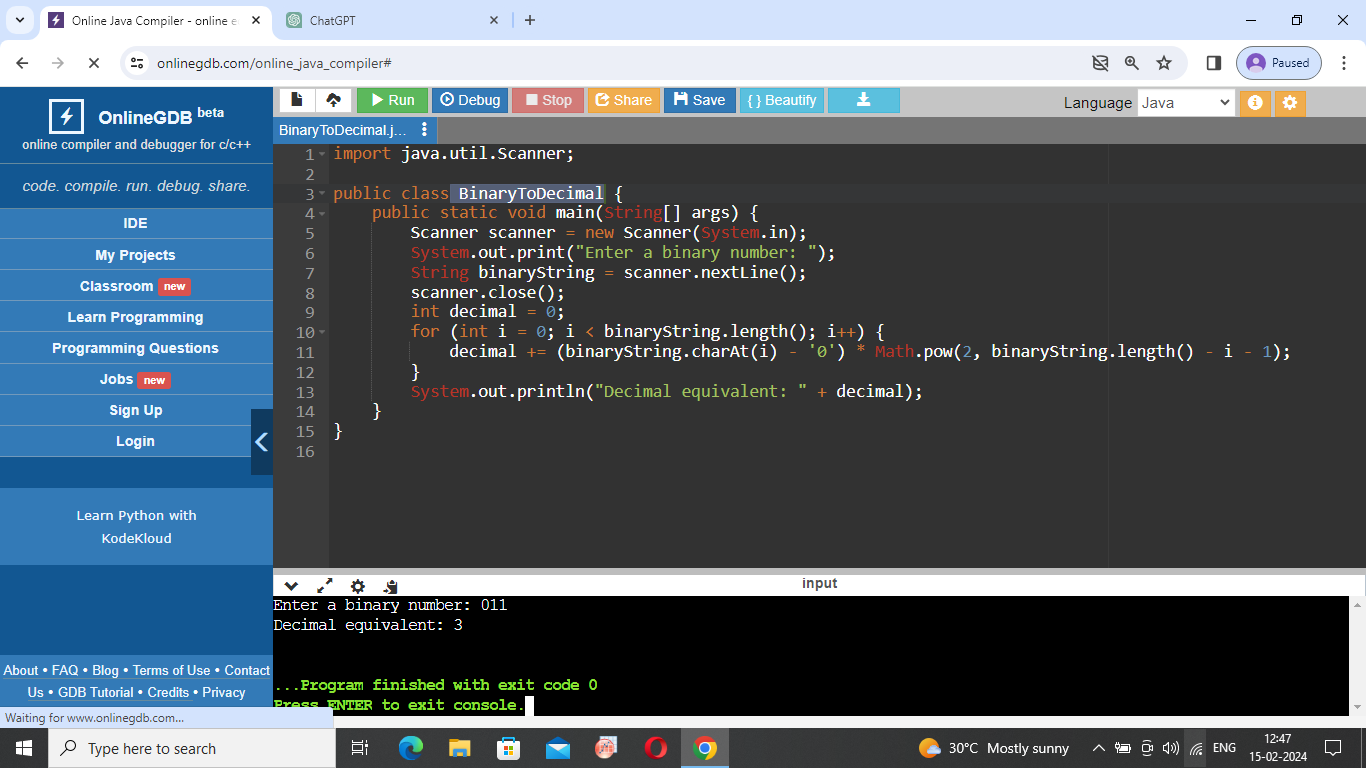 Online Java Compiler - online e
ChatGPT
onlinegdb.com/online_java_compiler#
Paused
OnlineGDB beta
online compiler and debugger for c/c++
code. compile. run. debug. share.
IDE
My Projects
Classroom new
Learn Programming
Programming Questions
Jobs new
Sign Up
Login
Learn Python with
KodeKloud
About • FAQ • Blog • Terms of Use • Contact
Us • GDB Tutorial • Credits • Privacy
Waiting for www.onlinegdb.com...
Run Debug Stop Share Save { } Beautify
Language Java
BinaryToDecimal.j...
1 import java.util.Scanner;
2
3 public class BinaryToDecimal {
4 public static void main(String[] args) {
5 Scanner scanner = new Scanner(System.in);
6 System.out.print("Enter a binary number: ");
7 String binaryString = scanner.nextLine();
8 scanner.close();
9 int decimal = 0;
10 for (int i = 0; i < binaryString.length(); i++) {
11 decimal += (binaryString.charAt(i) - '0') * Math.pow(2, binaryString.length() - i - 1);
12 }
13 System.out.println("Decimal equivalent: " + decimal);
14 }
15 }
16
input
Enter a binary number: 011
Decimal equivalent: 3
...Program finished with exit code 0
Press ENTER to exit console.
Type here to search
30°C Mostly sunny
ENG
12:47
15-02-2024